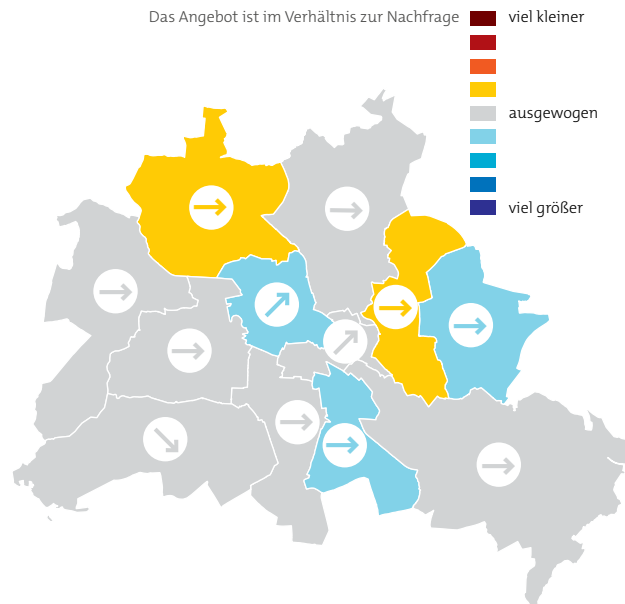 Das Angebot ist im Verhältnis zur Nachfrage viel kleiner
ausgewogen
viel größer